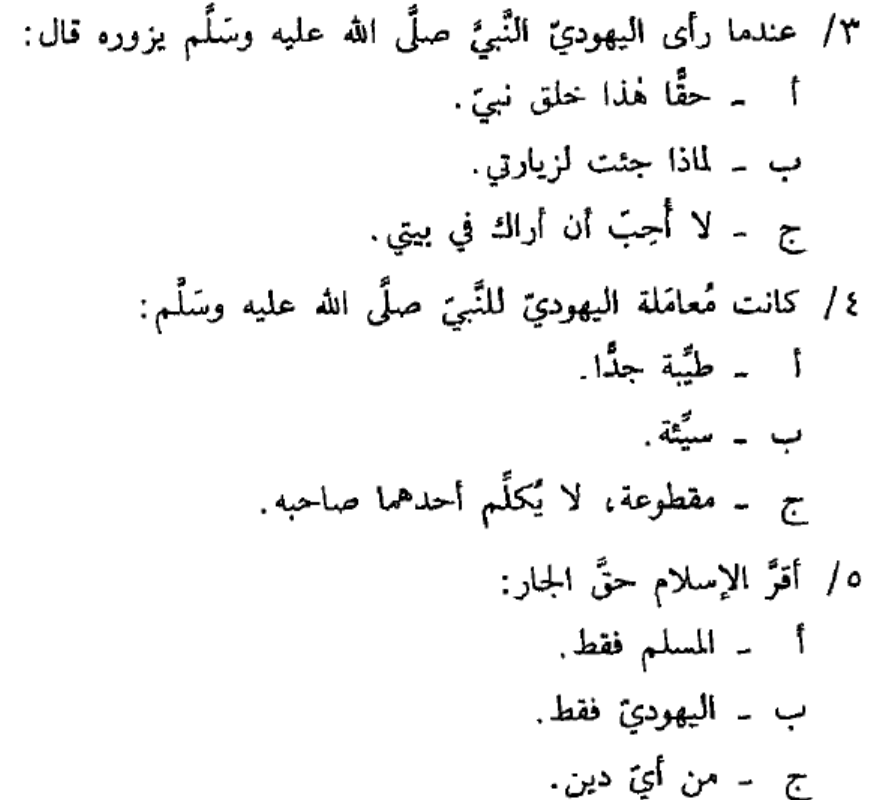 ٣/ عندما رأى اليهوديّ النَّبيَّ صلَّى الله عليه وسَلَّم يزوره قال:
أ - حقًّا هٰذا خلق نبيّ.
ب - لماذا جئت لزيارتي.
ج - لا أُحِبّ أن أراك في بيتي.
٤/ كانت مُعامَلة اليهوديّ للنَّبيّ صلَّى الله عليه وسَلَّم:
أ - طيِّبة جدًّا.
ب - سيِّئة.
ج - مقطوعة، لا يُكلِّم أحدهما صاحبه.
٥/ أقرَّ الإسلام حقَّ الجار:
أ - المسلم فقط.
ب - اليهوديّ فقط.
ج - من أيّ دين.